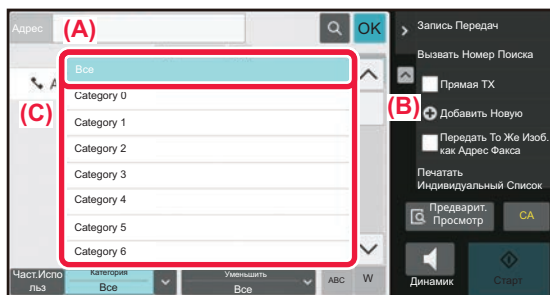 Адрес
(A)
OK
Все
A
(C)
Category 0
Category 1
Category 2
Category 3
Category 4
Category 5
Category 6
Част.Испо
льз
Категория
Все
Уменьшить
Все
ABC
W
Запись Передач
Вызвать Номер Поиска
Прямая TX
(B)
Добавить Новую
Передать То Же Изоб.
как Адрес Факса
Печатать
Индивидуальный Список
Предварит.
Просмотр
CA
Динамик
Старт